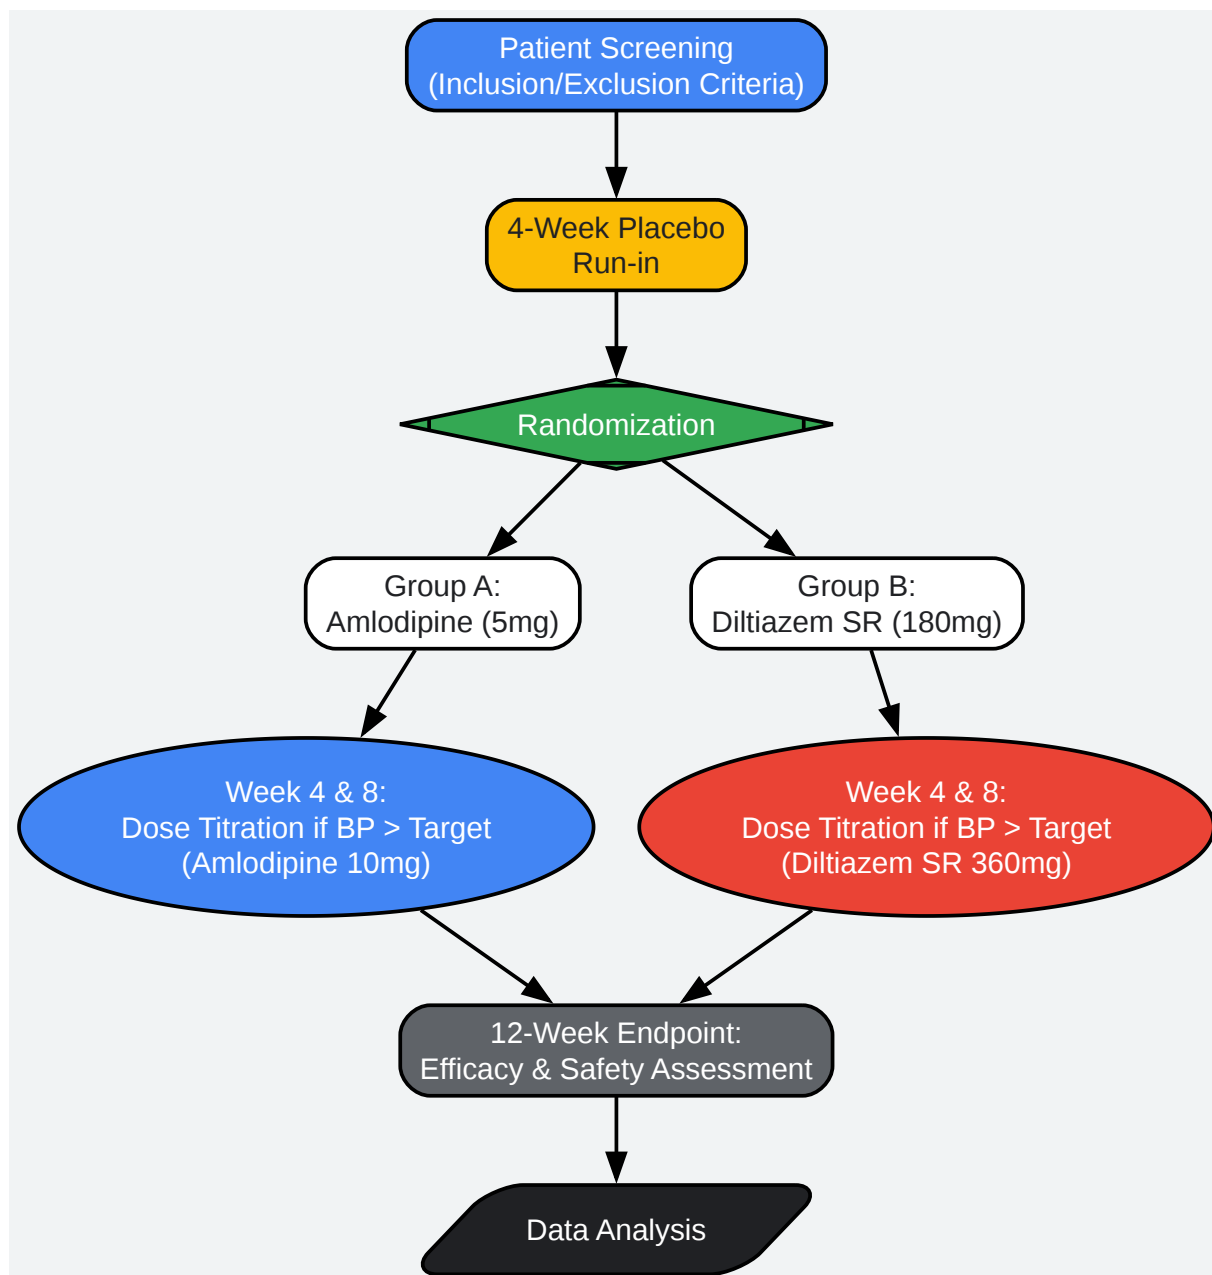 Patient Screening
(Inclusion/Exclusion Criteria)
4-Week Placebo
Run-in
Randomization
Group A:
Amlodipine (5mg)
Group B:
Diltiazem SR (180mg)
Week 4 & 8:
Dose Titration if BP > Target
(Amlodipine 10mg)
Week 4 & 8:
Dose Titration if BP > Target
(Diltiazem SR 360mg)
12-Week Endpoint:
Efficacy & Safety Assessment
Data Analysis